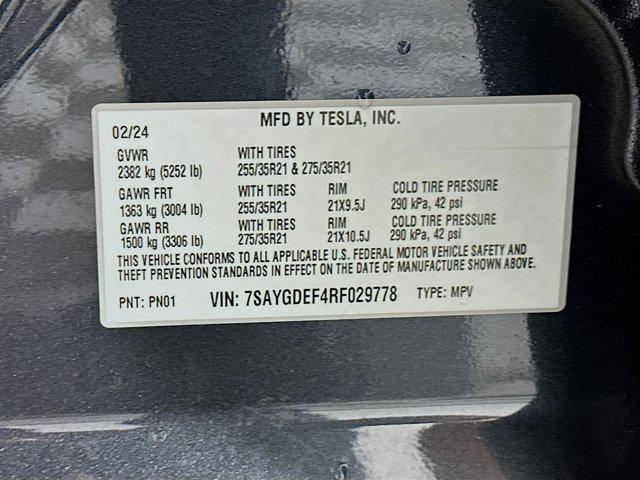 MFD BY TESLA, INC.
02/24
GVWR WITH TIRES
2382 kg (5252 lb) 255/35R21 & 275/35R21
GAWR FRT WITH TIRES RIM COLD TIRE PRESSURE
1363 kg (3004 lb) 255/35R21 21X9.5J 290 kPa, 42 psi
GAWR RR WITH TIRES RIM COLD TIRE PRESSURE
1500 kg (3306 lb) 275/35R21 21X10.5J 290 kPa, 42 psi
THIS VEHICLE CONFORMS TO ALL APPLICABLE U.S. FEDERAL MOTOR VEHICLE SAFETY AND
THEFT PREVENTION STANDARDS IN EFFECT ON THE DATE OF MANUFACTURE SHOWN ABOVE.
PNT: PN01 VIN: 7SAYGDEF4RF029778 TYPE: MPV